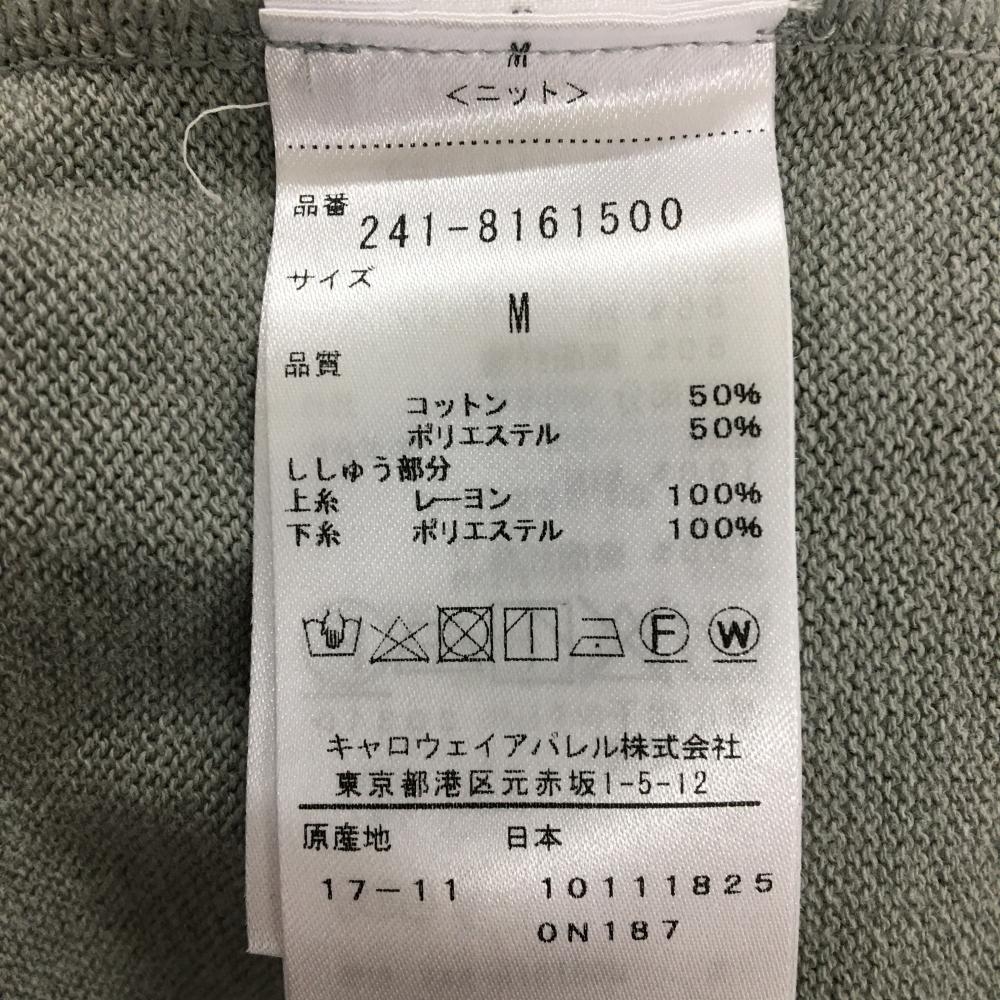 M
<ニット>
品番 241-8161500
サイズ
M
品質
コットン 50%
ポリエステル 50%
ししゅう部分
上糸 レーヨン 100%
下糸 ポリエステル 100%
F W
キャロウェイアパレル株式会社
東京都港区元赤坂1-5-12
原産地 日本
17-11 10111825
0N187